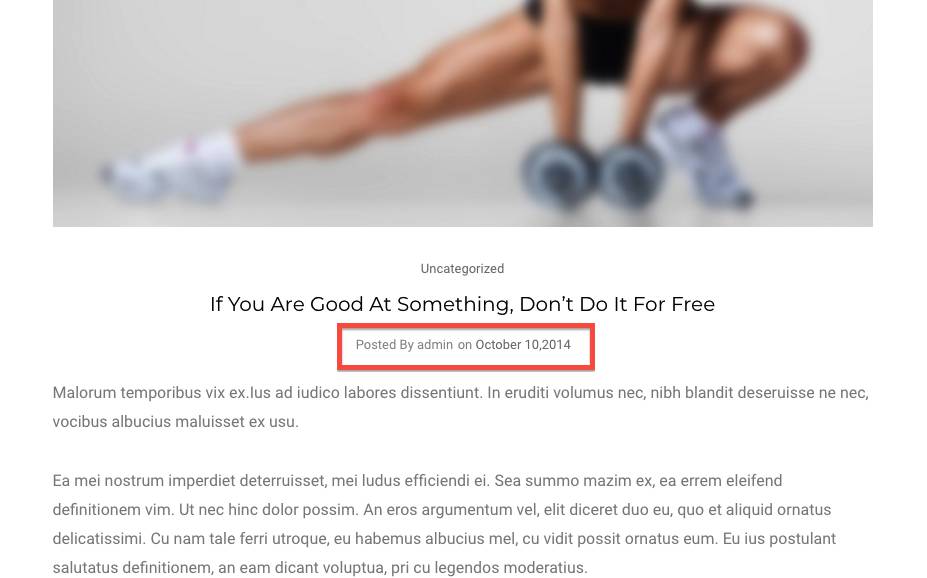 Uncategorized
If You Are Good At Something, Don’t Do It For Free
Posted By admin on October 10,2014
Malorum temporibus vix ex.Ius ad iudico labores dissentiunt. In eruditi volumus nec, nibh blandit deseruisse ne nec,
vocibus albucius maluisset ex usu.
Ea mei nostrum imperdiet deterruisset, mei ludus efficiendi ei. Sea summo mazim ex, ea errem eleifend
definitionem vim. Ut nec hinc dolor possim. An eros argumentum vel, elit diceret duo eu, quo et aliquid ornatus
delicatissimi. Cu nam tale ferri utroque, eu habemus albucius mel, cu vidit possit ornatus eum. Eu ius postulant
salutatus definitionem, an eam dicant voluptua, pri cu legendos moderatius.